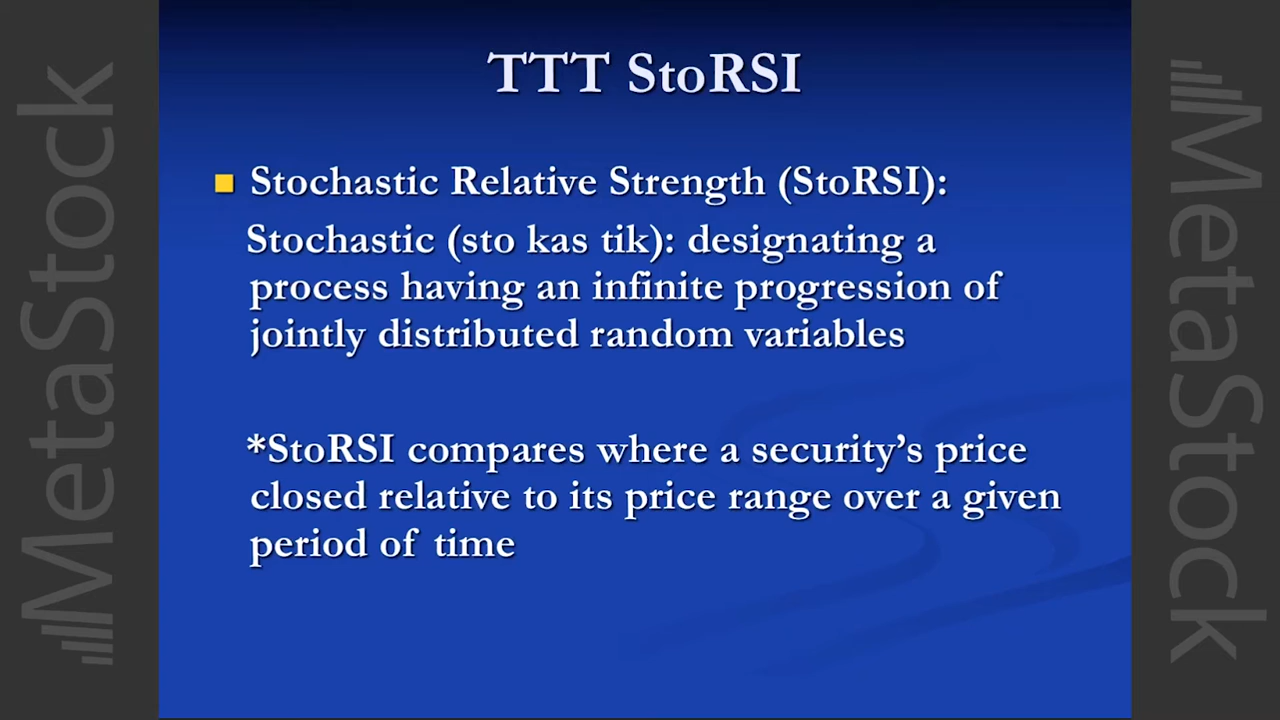 MetaStock
TTT StoRSI
■ Stochastic Relative Strength (StoRSI):
Stochastic (sto kas tik): designating a
process having an infinite progression of
jointly distributed random variables
*StoRSI compares where a security’s price
closed relative to its price range over a given
period of time
MetaStock